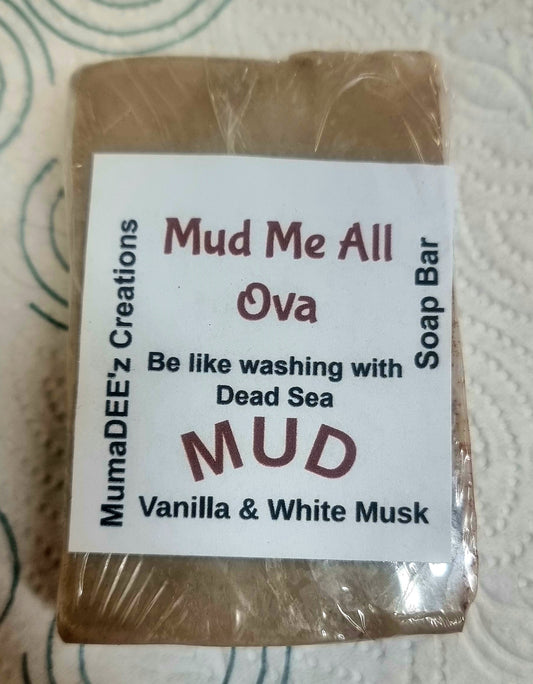 Mud Me All
Ova
Be like washing with
Dead Sea
MUD
Vanilla & White Musk
MumaDEE'z Creations
Soap Bar